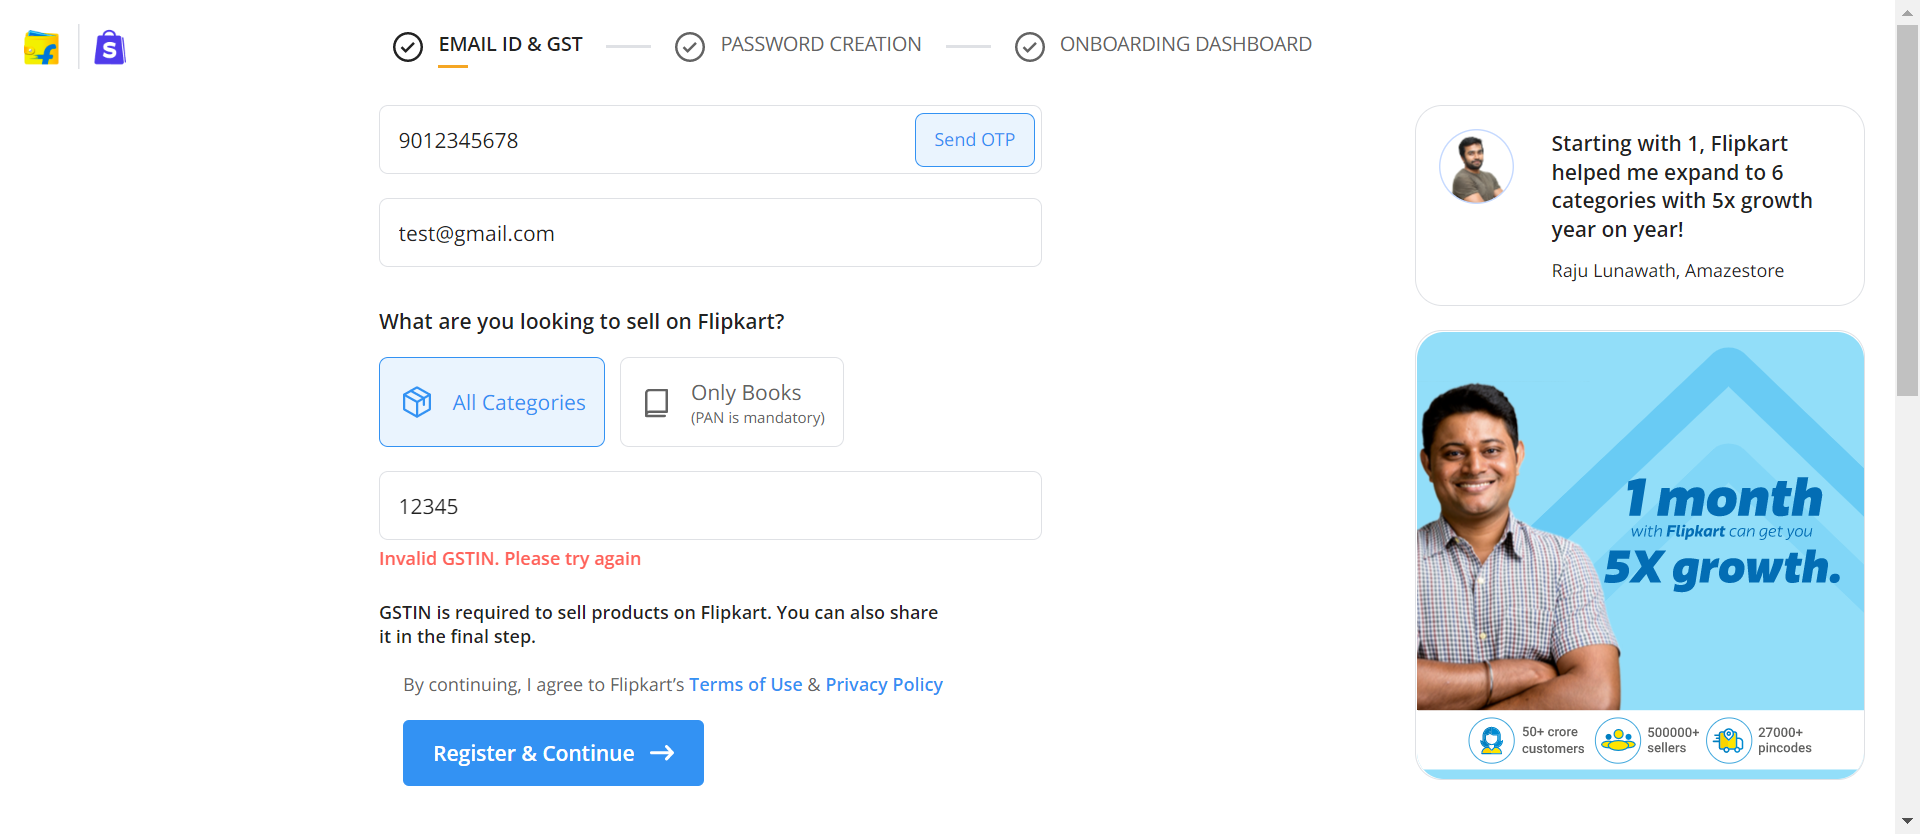 EMAIL ID & GST
PASSWORD CREATION
ONBOARDING DASHBOARD
9012345678
Send OTP
test@gmail.com
What are you looking to sell on Flipkart?
All Categories
Only Books
(PAN is mandatory)
12345
Invalid GSTIN. Please try again
GSTIN is required to sell products on Flipkart. You can also share
it in the final step.
By continuing, I agree to Flipkart's Terms of Use & Privacy Policy
Register & Continue
Starting with 1, Flipkart
helped me expand to 6
categories with 5x growth
year on year!
Raju Lunawath, Amazestore
1 month
with Flipkart can get you
5X growth.
50+ crore
customers
500000+
sellers
27000+
pincodes